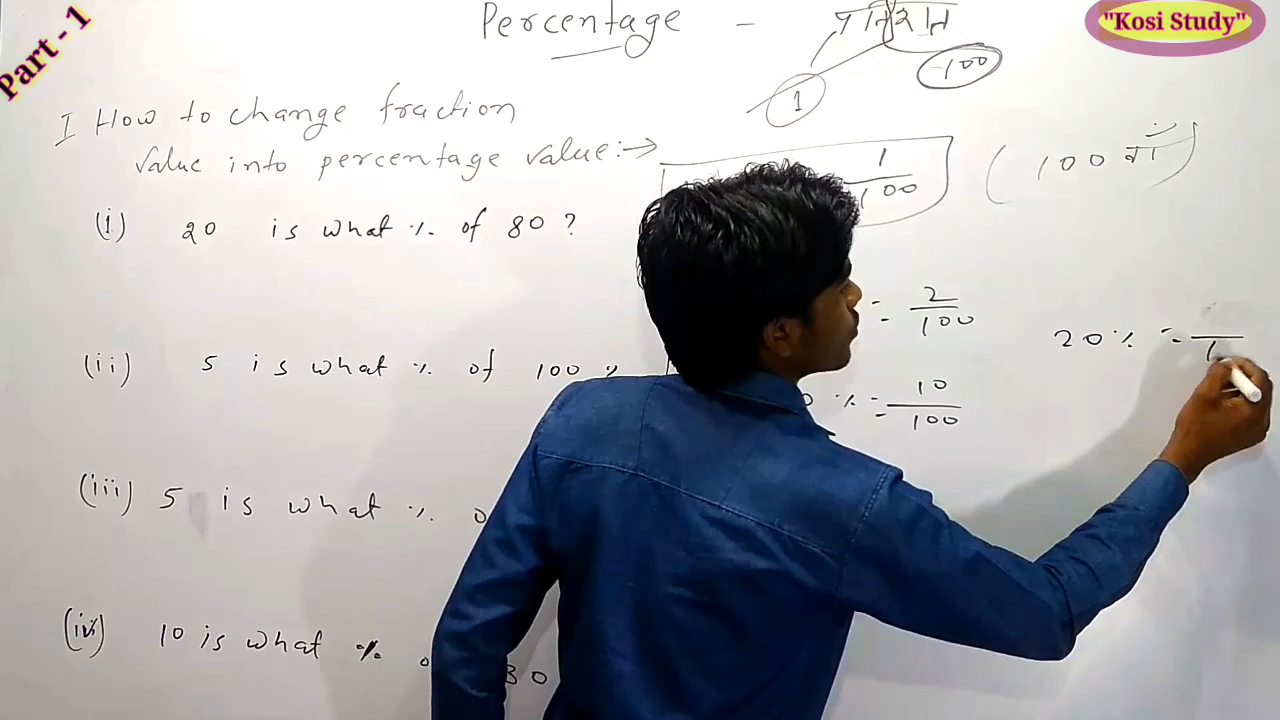 Part - 1
"Kosi Study"
Percentage - प्रतिशत
1
100
I How to change fraction
value into percentage value:→
1/100
(100 वाँ)
(i) 20 is what % of 80 ?
= 2/100
20% =
(ii) 5 is what % of 100 %
% = 10/100
(iii) 5 is what %
(iv) 10 is what % 30